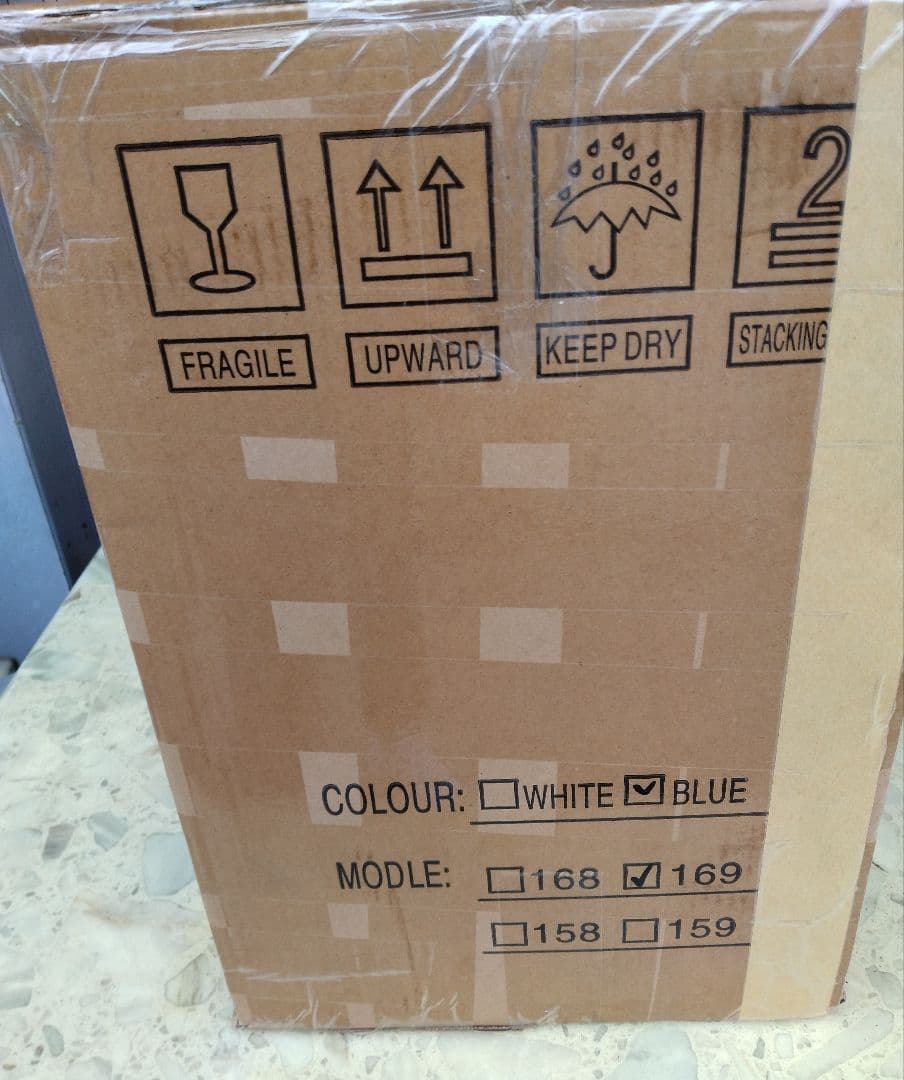 2
FRAGILE UPWARD KEEP DRY STACKING
COLOUR: WHITE BLUE
MODLE: 168 169
158 159